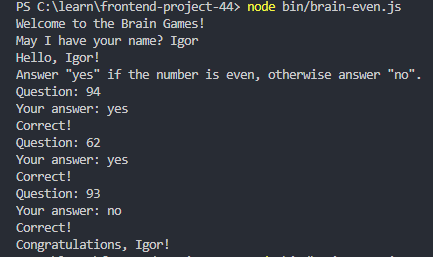 PS C:\learn\frontend-project-44> node bin/brain-even.js
Welcome to the Brain Games!
May I have your name? Igor
Hello, Igor!
Answer "yes" if the number is even, otherwise answer "no".
Question: 94
Your answer: yes
Correct!
Question: 62
Your answer: yes
Correct!
Question: 93
Your answer: no
Correct!
Congratulations, Igor!